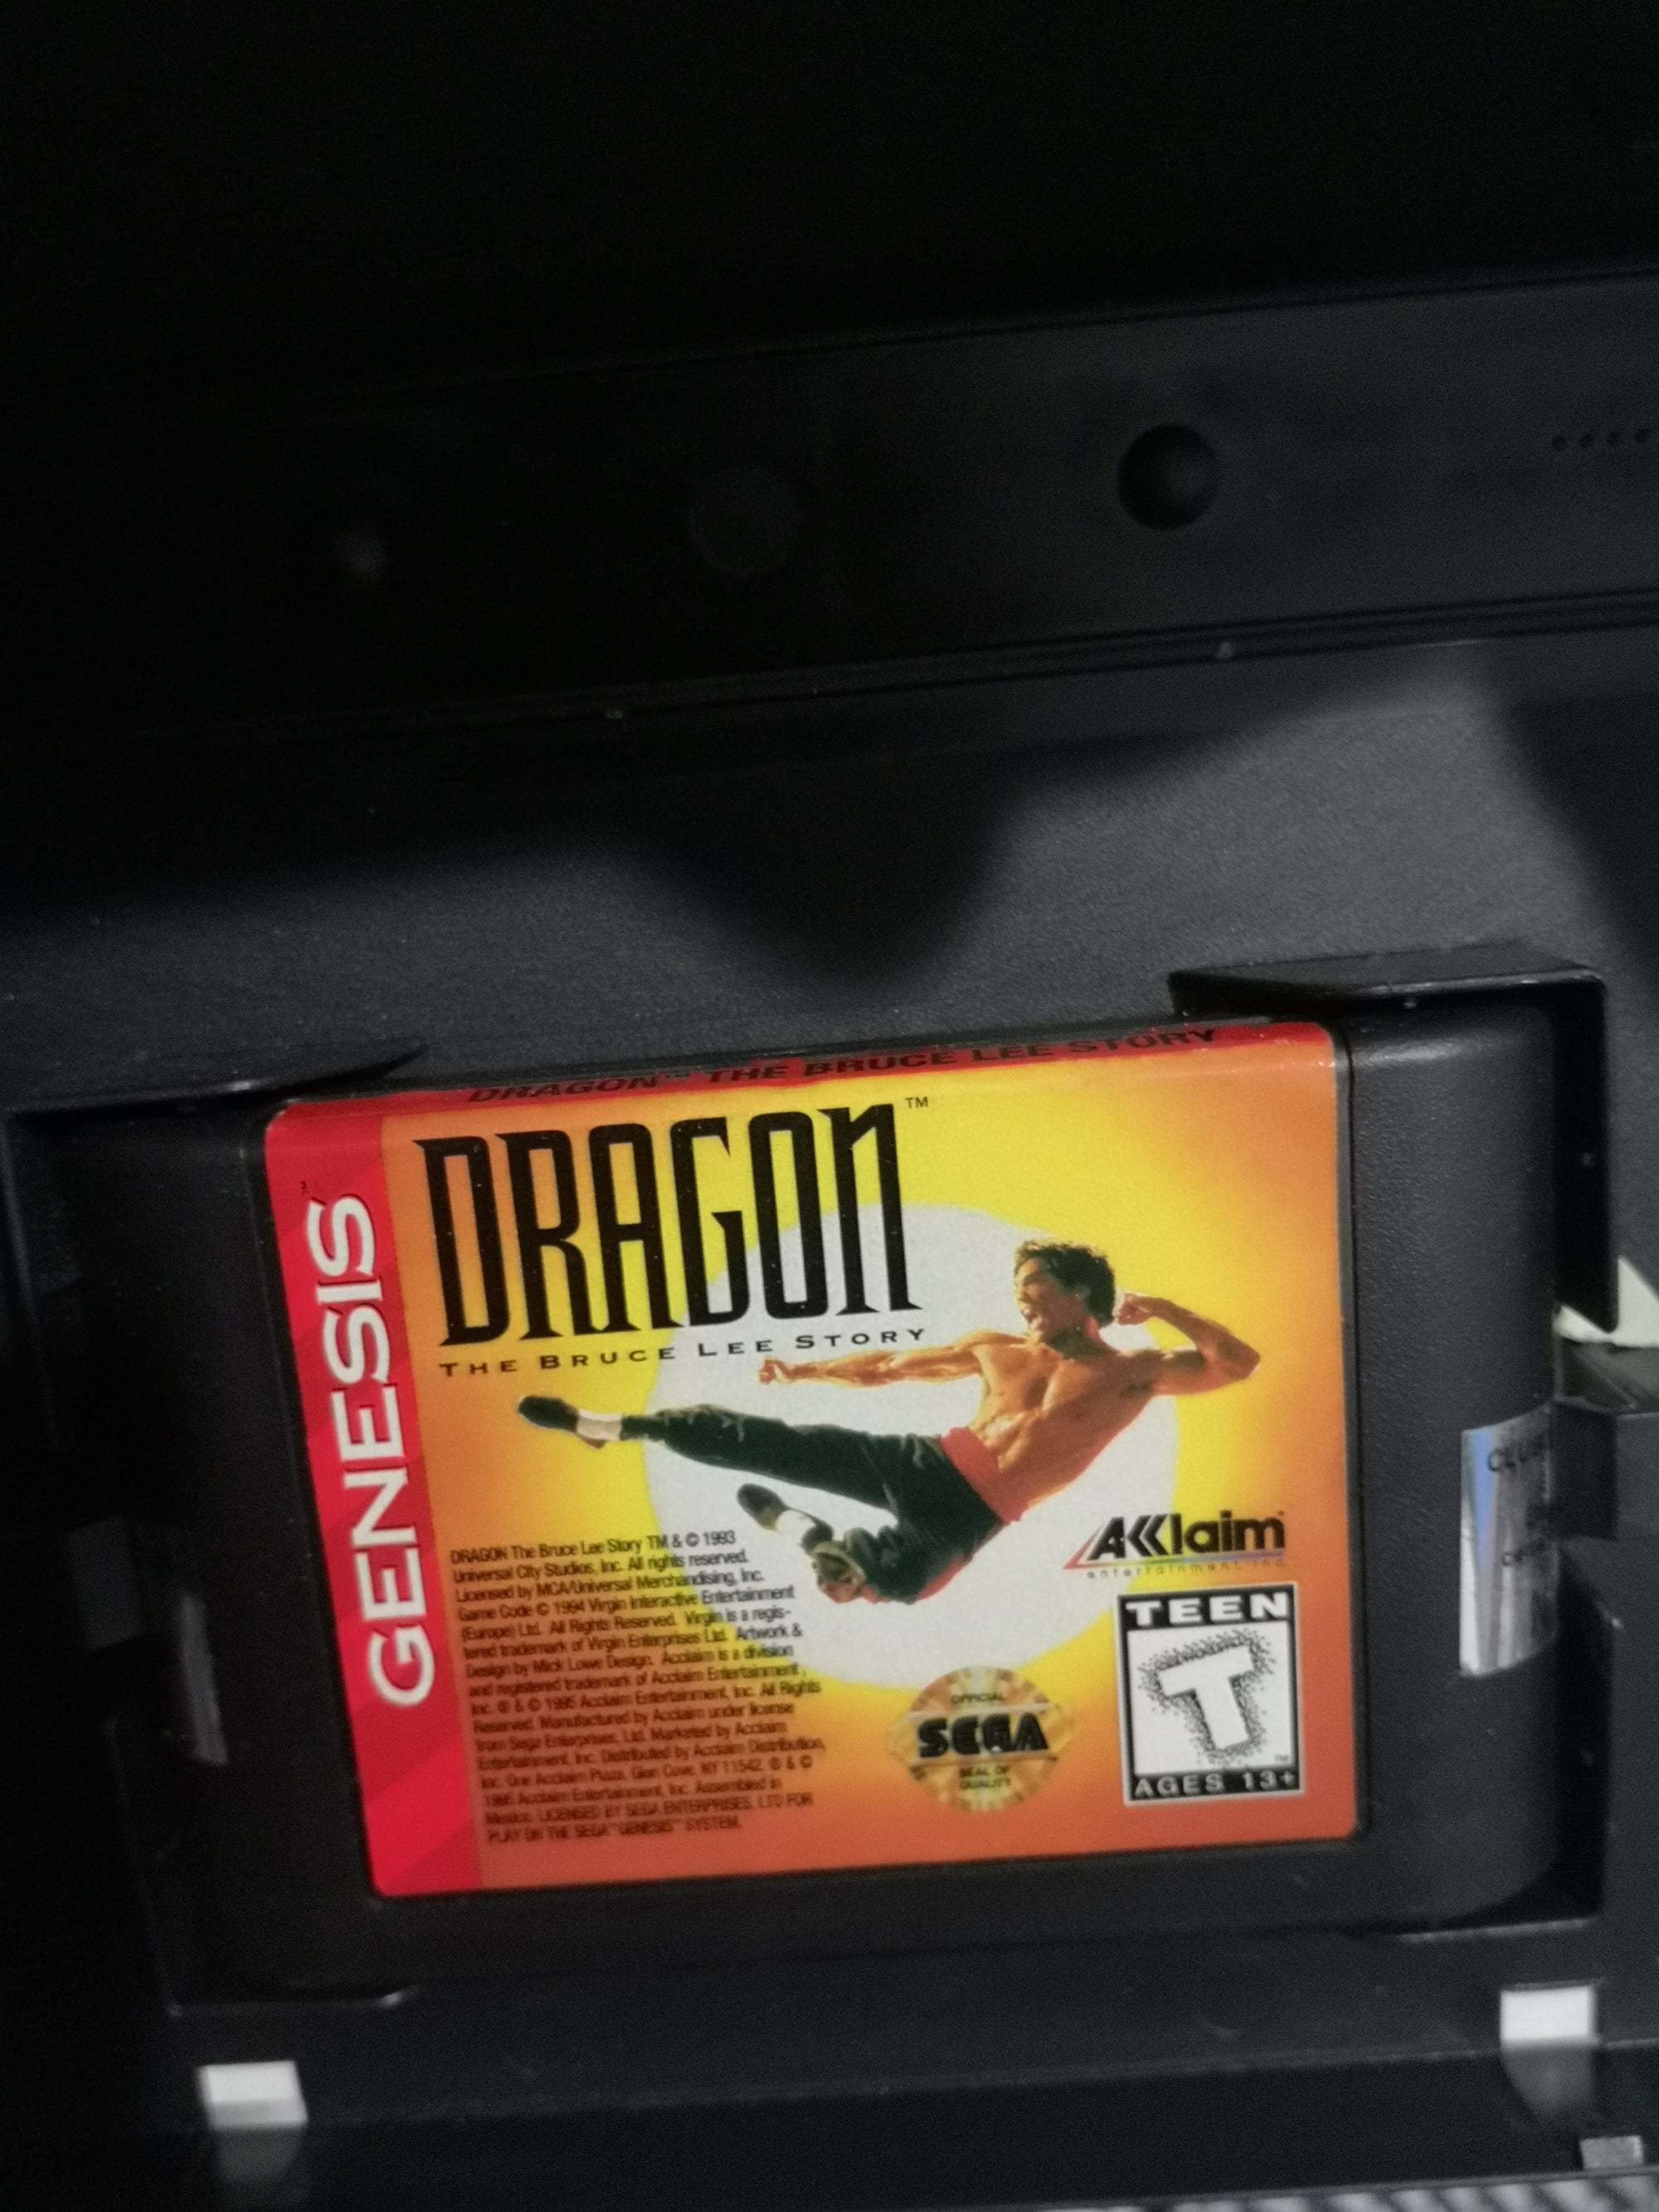 DRAGON™ THE BRUCE LEE STORY
GENESIS
DRAGON™
THE BRUCE LEE STORY
DRAGON The Bruce Lee Story TM & © 1993
Universal City Studios, Inc. All rights reserved.
Licensed by MCA/Universal Merchandising, Inc.
Game Code © 1994 Virgin Interactive Entertainment
(Europe) Ltd. All Rights Reserved. Virgin is a regis-
tered trademark of Virgin Enterprises Ltd. Artwork &
Design by Mick Lowe Design. Acclaim is a division
and registered trademark of Acclaim Entertainment,
Inc. ® & © 1995 Acclaim Entertainment, Inc. All Rights
Reserved. Manufactured by Acclaim under license
from Sega Enterprises, Ltd. Marketed by Acclaim
Entertainment, Inc. Distributed by Acclaim Distribution,
Inc. One Acclaim Plaza, Glen Cove, NY 11542. ® & ©
1995 Acclaim Entertainment, Inc. Assembled in
Mexico. LICENSED BY SEGA ENTERPRISES, LTD FOR
PLAY ON THE SEGA™ GENESIS™ SYSTEM.
AKKlaim
entertainment, inc.
OFFICIAL
SEGA
SEAL OF
QUALITY
TEEN
T
AGES 13+